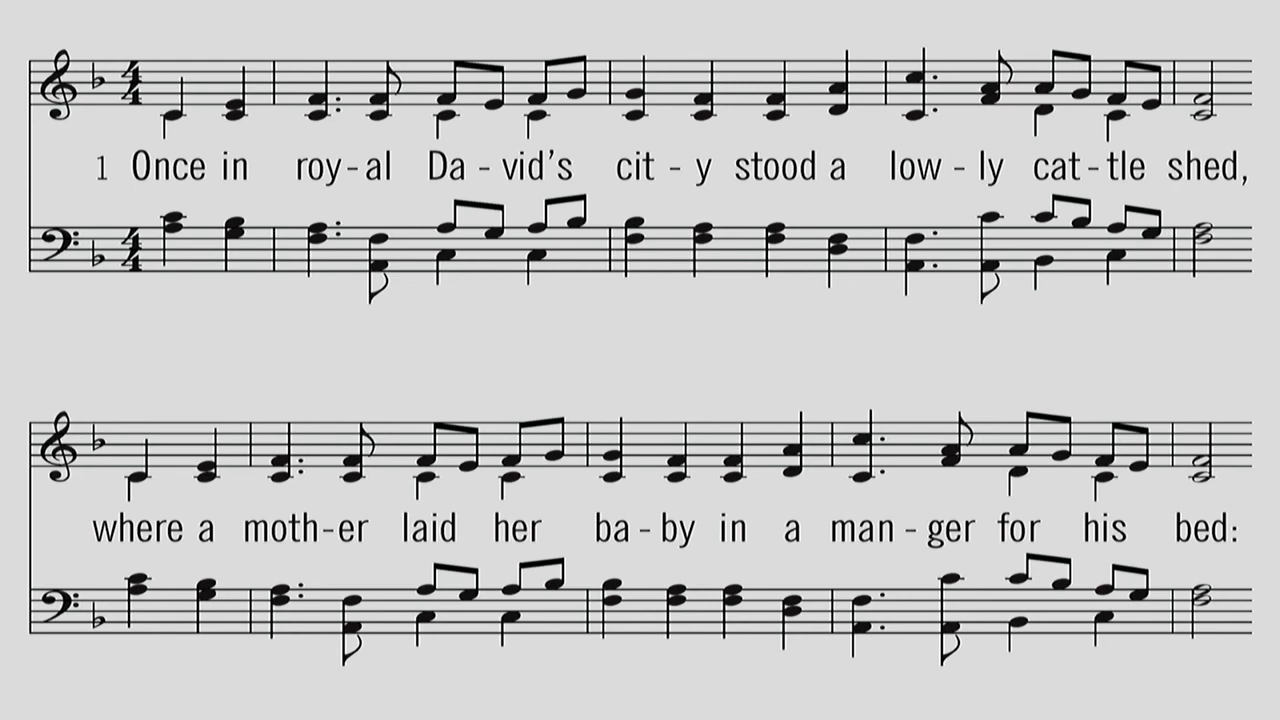 1 Once in roy-al Da-vid's cit-y stood a low-ly cat-tle shed,
where a moth-er laid her ba-by in a man-ger for his bed: